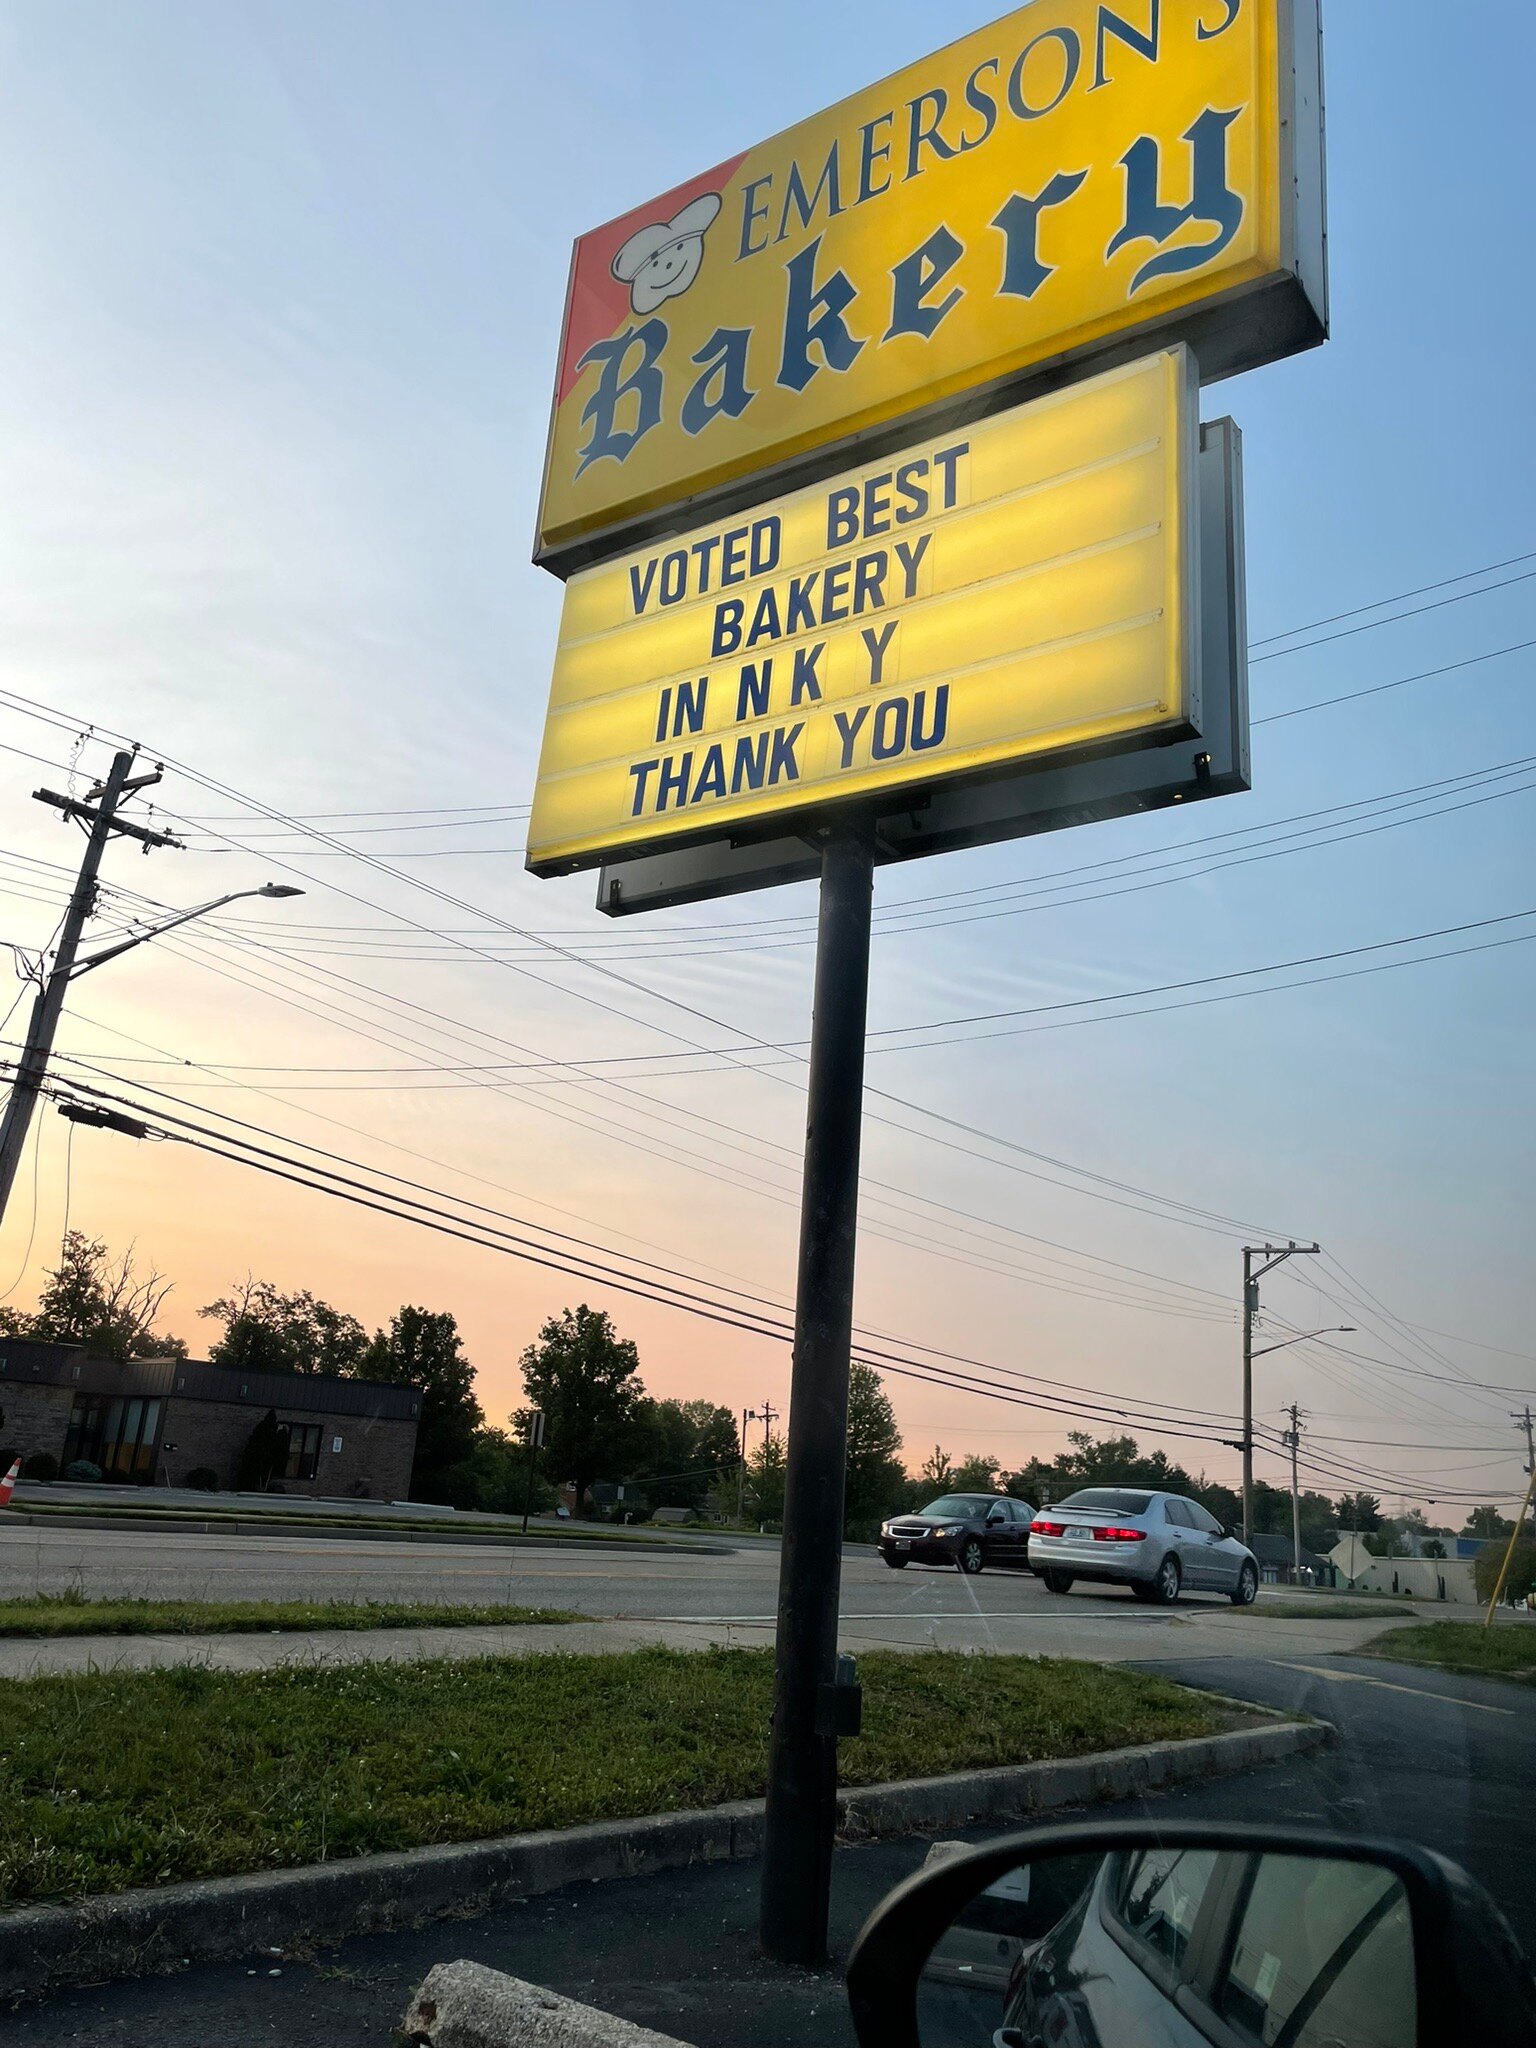 EMERSON'S
Bakery
VOTED BEST
BAKERY
IN N K Y
THANK YOU